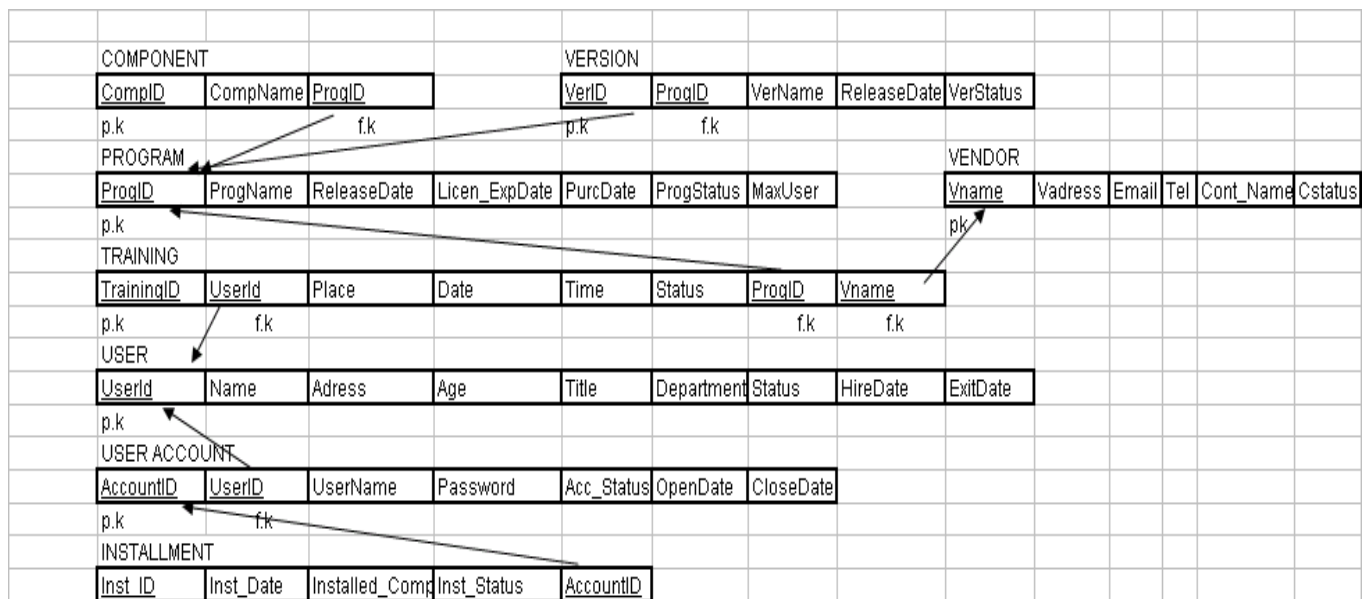 COMPONENT VERSION
CompID CompName ProgID VerID ProgID VerName ReleaseDate VerStatus
p.k f.k p.k f.k
PROGRAM VENDOR
ProgID ProgName ReleaseDate Licen_ExpDate PurcDate ProgStatus MaxUser Vname Vadress Email Tel Cont_Name Cstatus
p.k pk
TRAINING
TrainingID UserId Place Date Time Status ProgID Vname
p.k f.k f.k f.k
USER
UserId Name Adress Age Title Department Status HireDate ExitDate
p.k
USER ACCOUNT
AccountID UserID UserName Password Acc_Status OpenDate CloseDate
p.k f.k
INSTALLMENT
Inst_ID Inst_Date Installed_Comp Inst_Status AccountID